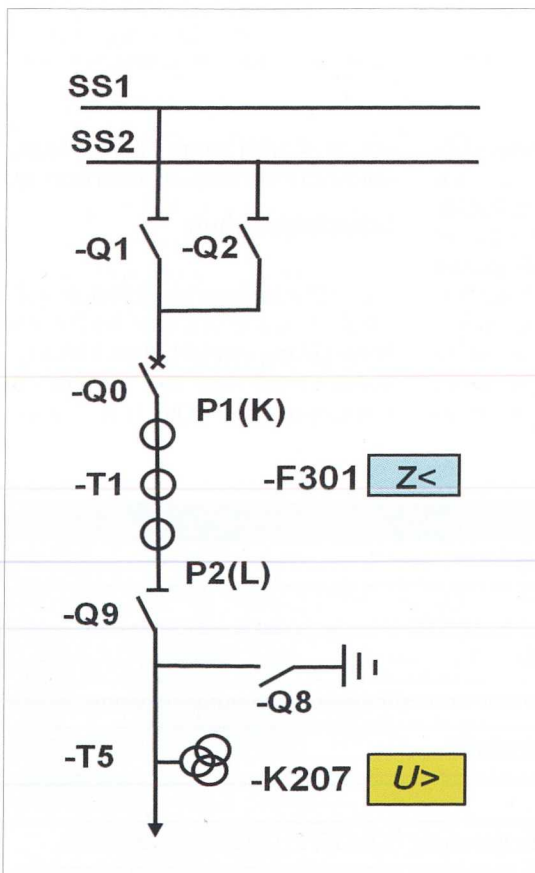 SS1
SS2
-Q1
-Q2
-Q0
P1(K)
-T1
-F301 Z<
P2(L)
-Q9
-Q8
-T5
-K207 U>